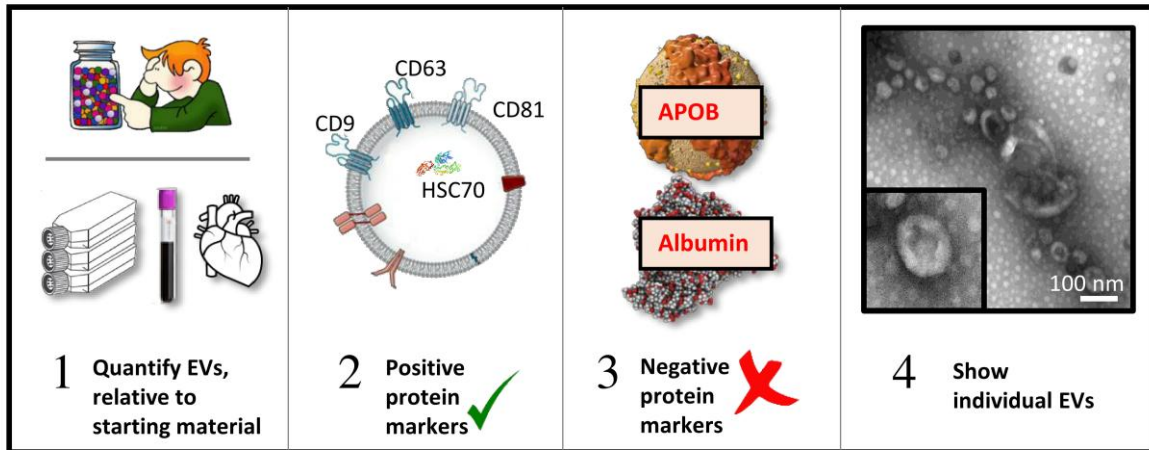 CD63
CD81
CD9
HSC70
APOB
Albumin
100 nm
1 Quantify EVs,
relative to
starting material
2 Positive
protein
markers
3 Negative
protein
markers
4 Show
individual EVs